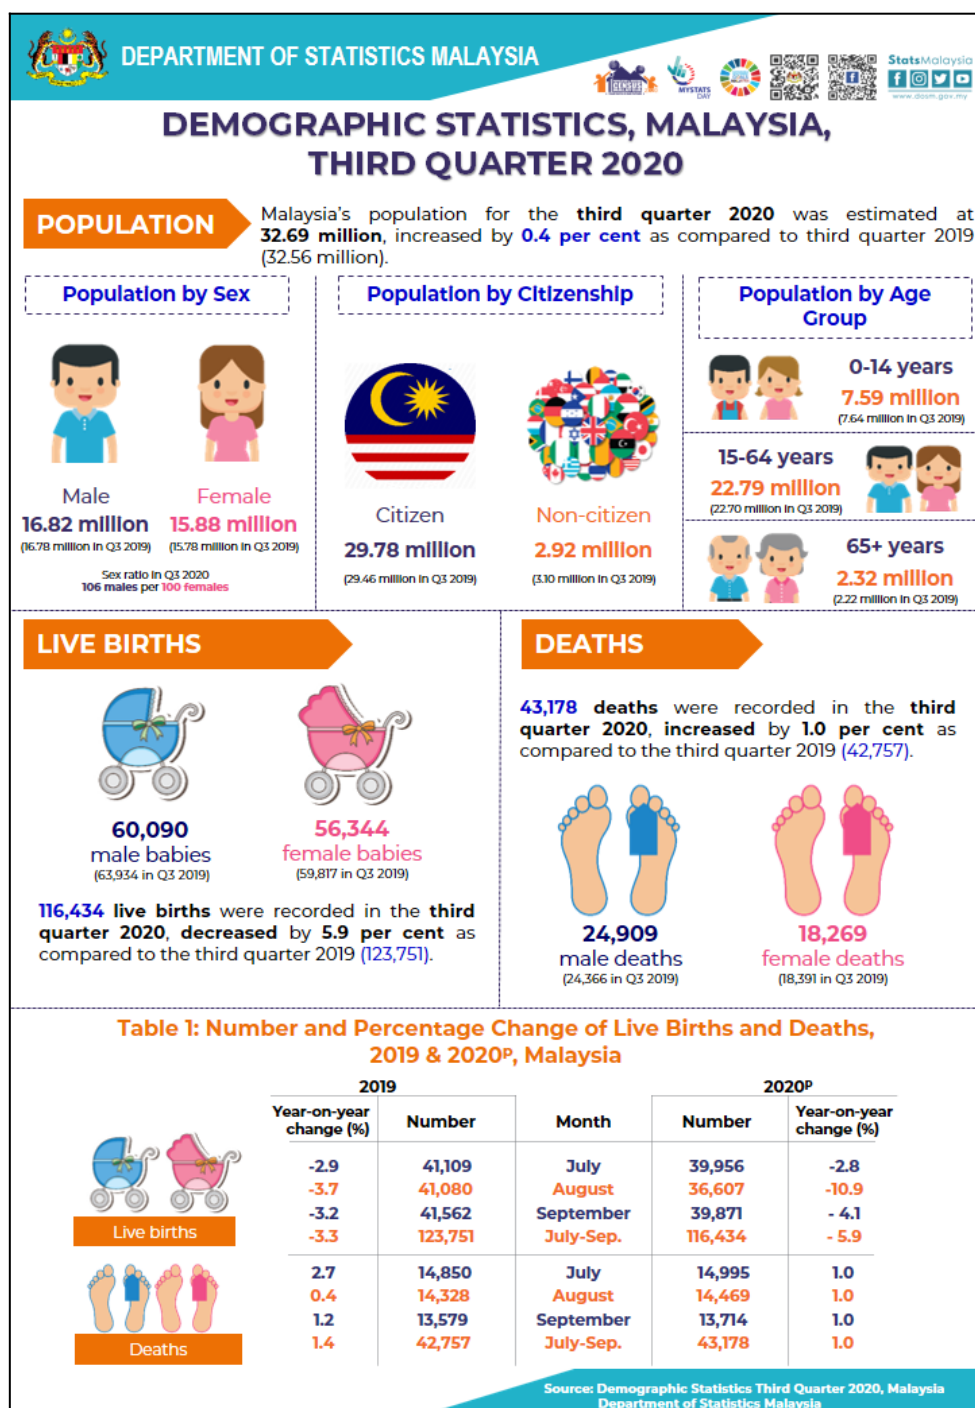 DEPARTMENT OF STATISTICS MALAYSIA
CENSUS
MYSTATS
DAY
StatsMalaysia
www.dosm.gov.my
DEMOGRAPHIC STATISTICS, MALAYSIA,
THIRD QUARTER 2020
POPULATION
Malaysia's population for the third quarter 2020 was estimated at
32.69 million, increased by 0.4 per cent as compared to third quarter 2019
(32.56 million).
Population by Sex
Male
16.82 million
(16.78 million in Q3 2019)
Female
15.88 million
(15.78 million in Q3 2019)
Sex ratio in Q3 2020
106 males per 100 females
Population by Citizenship
Citizen
29.78 million
(29.46 million in Q3 2019)
Non-citizen
2.92 million
(3.10 million in Q3 2019)
Population by Age
Group
0-14 years
7.59 million
(7.64 million in Q3 2019)
15-64 years
22.79 million
(22.70 million in Q3 2019)
65+ years
2.32 million
(2.22 million in Q3 2019)
LIVE BIRTHS
60,090
male babies
(63,934 in Q3 2019)
56,344
female babies
(59,817 in Q3 2019)
116,434 live births were recorded in the third
quarter 2020, decreased by 5.9 per cent as
compared to the third quarter 2019 (123,751).
DEATHS
43,178 deaths were recorded in the third
quarter 2020, increased by 1.0 per cent as
compared to the third quarter 2019 (42,757).
24,909
male deaths
(24,366 in Q3 2019)
18,269
female deaths
(18,391 in Q3 2019)
Table 1: Number and Percentage Change of Live Births and Deaths,
2019 & 2020ᵖ, Malaysia
2019 2020ᵖ
Year-on-year change (%) Number Month Number Year-on-year change (%)
Live births
-2.9 41,109 July 39,956 -2.8
-3.7 41,080 August 36,607 -10.9
-3.2 41,562 September 39,871 - 4.1
-3.3 123,751 July-Sep. 116,434 - 5.9
Deaths
2.7 14,850 July 14,995 1.0
0.4 14,328 August 14,469 1.0
1.2 13,579 September 13,714 1.0
1.4 42,757 July-Sep. 43,178 1.0
Source: Demographic Statistics Third Quarter 2020, Malaysia
Department of Statistics Malaysia